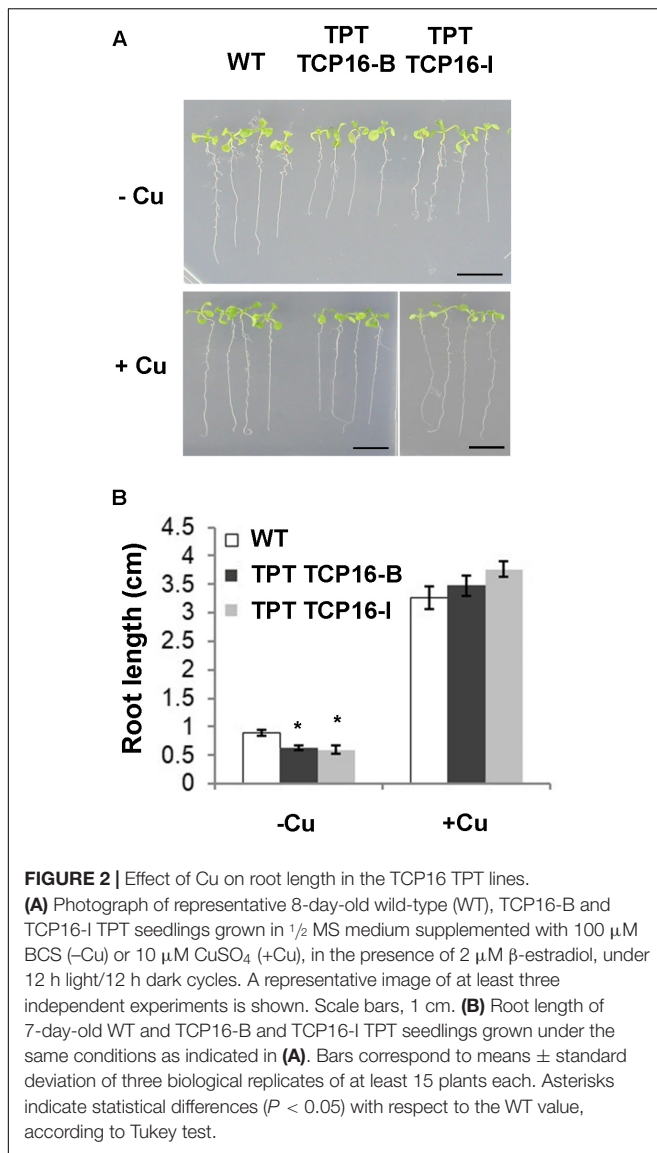 A
WT
TPT
TCP16-B
TPT
TCP16-I
- Cu
+ Cu
B
Root length (cm)
4.5
4
3.5
3
2.5
2
1.5
1
0.5
0
WT
TPT TCP16-B
TPT TCP16-I
* *
-Cu +Cu
FIGURE 2 | Effect of Cu on root length in the TCP16 TPT lines.
(A) Photograph of representative 8-day-old wild-type (WT), TCP16-B and
TCP16-I TPT seedlings grown in 1/2 MS medium supplemented with 100 μM
BCS (–Cu) or 10 μM CuSO₄ (+Cu), in the presence of 2 μM β-estradiol, under
12 h light/12 h dark cycles. A representative image of at least three
independent experiments is shown. Scale bars, 1 cm. (B) Root length of
7-day-old WT and TCP16-B and TCP16-I TPT seedlings grown under the
same conditions as indicated in (A). Bars correspond to means ± standard
deviation of three biological replicates of at least 15 plants each. Asterisks
indicate statistical differences (P < 0.05) with respect to the WT value,
according to Tukey test.